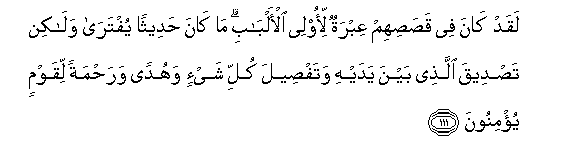 لَقَدْ كَانَ فِى قَصَصِهِمْ عِبْرَةٌ لِّأُو۟لِى ٱلْأَلْبَـٰبِ ۗ مَا كَانَ حَدِيثًا يُفْتَرَىٰ وَلَـٰكِن
تَصْدِيقَ ٱلَّذِى بَيْنَ يَدَيْهِ وَتَفْصِيلَ كُلِّ شَىْءٍ وَهُدًى وَرَحْمَةً لِّقَوْمٍ
يُؤْمِنُونَ ﴿١١١﴾